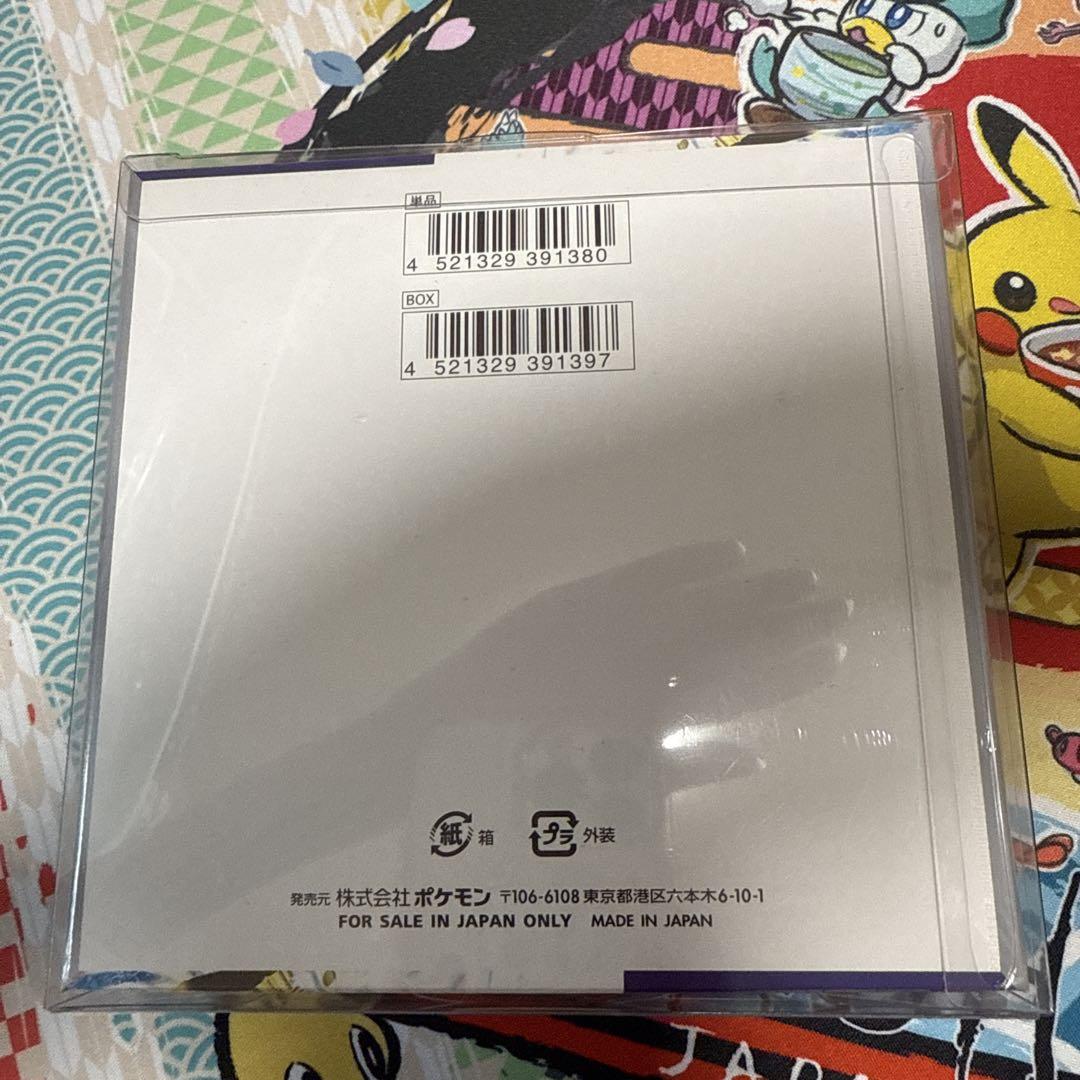 単品
4 521329 391380
BOX
4 521329 391397
紙 箱 プラ 外装
発売元 株式会社ポケモン 〒106-6108 東京都港区六本木6-10-1
FOR SALE IN JAPAN ONLY MADE IN JAPAN
JAPA